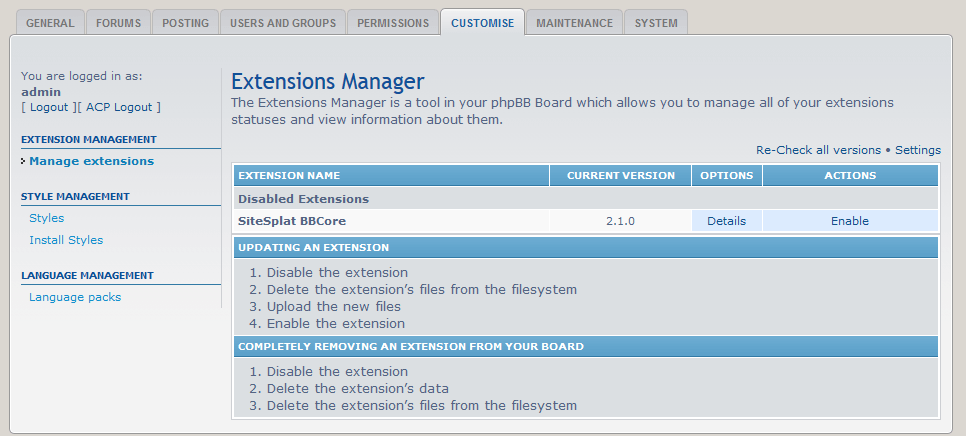 GENERAL FORUMS POSTING USERS AND GROUPS PERMISSIONS CUSTOMISE MAINTENANCE SYSTEM
You are logged in as:
admin
[ Logout ][ ACP Logout ]
EXTENSION MANAGEMENT
Manage extensions
STYLE MANAGEMENT
Styles
Install Styles
LANGUAGE MANAGEMENT
Language packs
Extensions Manager
The Extensions Manager is a tool in your phpBB Board which allows you to manage all of your extensions
statuses and view information about them.
Re-Check all versions • Settings
EXTENSION NAME CURRENT VERSION OPTIONS ACTIONS
Disabled Extensions
SiteSplat BBCore 2.1.0 Details Enable
UPDATING AN EXTENSION
1. Disable the extension
2. Delete the extension’s files from the filesystem
3. Upload the new files
4. Enable the extension
COMPLETELY REMOVING AN EXTENSION FROM YOUR BOARD
1. Disable the extension
2. Delete the extension’s data
3. Delete the extension’s files from the filesystem